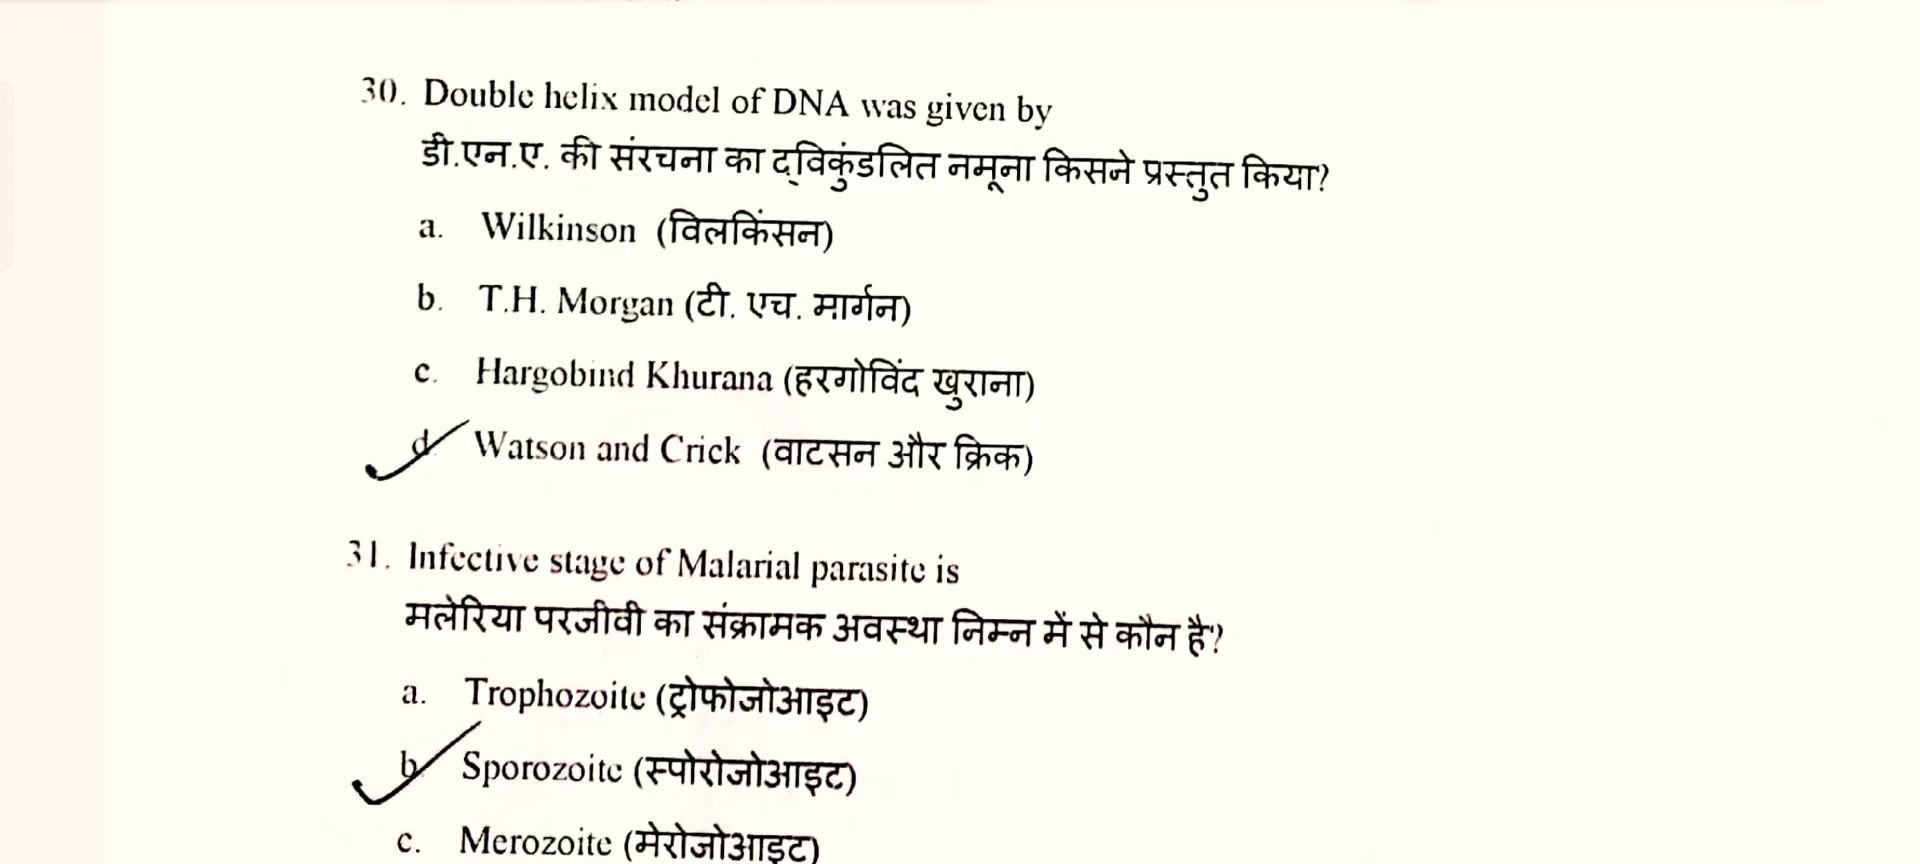 30. Double helix model of DNA was given by
डी.एन.ए. की संरचना का द्विकुंडलित नमूना किसने प्रस्तुत किया?
a. Wilkinson (विलकिंसन)
b. T.H. Morgan (टी. एच. मार्गन)
c. Hargobind Khurana (हरगोविंद खुराना)
d Watson and Crick (वाटसन और क्रिक)
31. Infective stage of Malarial parasite is
मलेरिया परजीवी का संक्रामक अवस्था निम्न में से कौन है?
a. Trophozoite (ट्रोफोजोआइट)
b Sporozoite (स्पोरोजोआइट)
c. Merozoite (मेरोजोआइट)